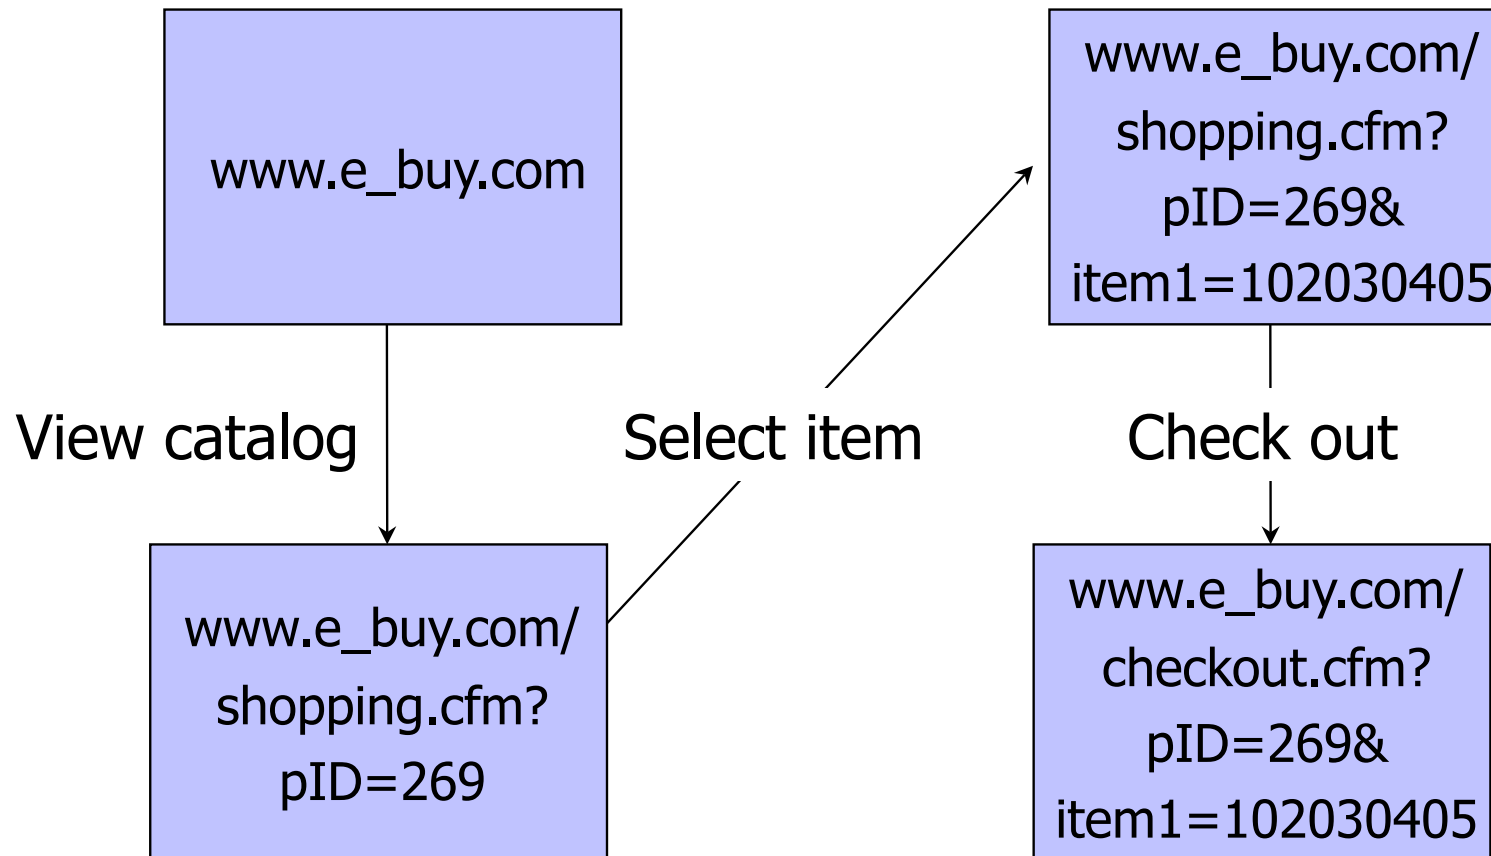 www.e_buy.com
View catalog
www.e_buy.com/
shopping.cfm?
pID=269
Select item
www.e_buy.com/
shopping.cfm?
pID=269&
item1=102030405
Check out
www.e_buy.com/
checkout.cfm?
pID=269&
item1=102030405